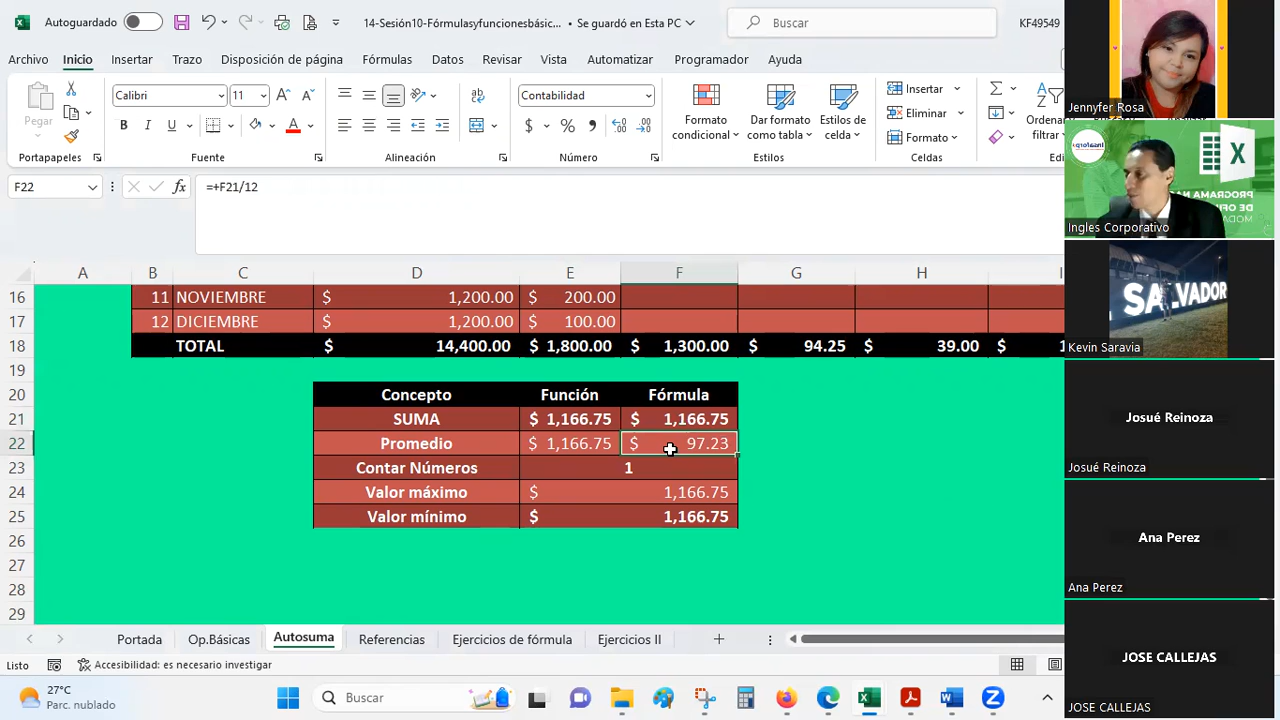 Autoguardado
14-Sesión10-Fórmulasyfuncionesbásic... • Se guardó en Esta PC
Buscar
KF49549
Archivo Inicio Insertar Trazo Disposición de página Fórmulas Datos Revisar Vista Automatizar Programador Ayuda
Pegar
Portapapeles
Calibri 11
N K S
Fuente
Alineación
Contabilidad
$ % 000
Número
Formato condicional
Dar formato como tabla
Estilos de celda
Estilos
Insertar
Eliminar
Formato
Celdas
Ordenar
filtrar
F22
fx
=+F21/12
A B C D E F G H I
16 11 NOVIEMBRE $ 1,200.00 $ 200.00
17 12 DICIEMBRE $ 1,200.00 $ 100.00
18 TOTAL $ 14,400.00 $ 1,800.00 $ 1,300.00 $ 94.25 $ 39.00 $
19
20 Concepto Función Fórmula
21 SUMA $ 1,166.75 $ 1,166.75
22 Promedio $ 1,166.75 $ 97.23
23 Contar Números 1
24 Valor máximo $ 1,166.75
25 Valor mínimo $ 1,166.75
26
27
28
29
Portada Op.Básicas Autosuma Referencias Ejercicios de fórmula Ejercicios II
Listo
Accesibilidad: es necesario investigar
27°C
Parc. nublado
Buscar
Jennyfer Rosa
Ingles Corporativo
SALVADOR
Kevin Saravia
Josué Reinoza
Josué Reinoza
Ana Perez
Ana Perez
JOSE CALLEJAS
JOSE CALLEJAS